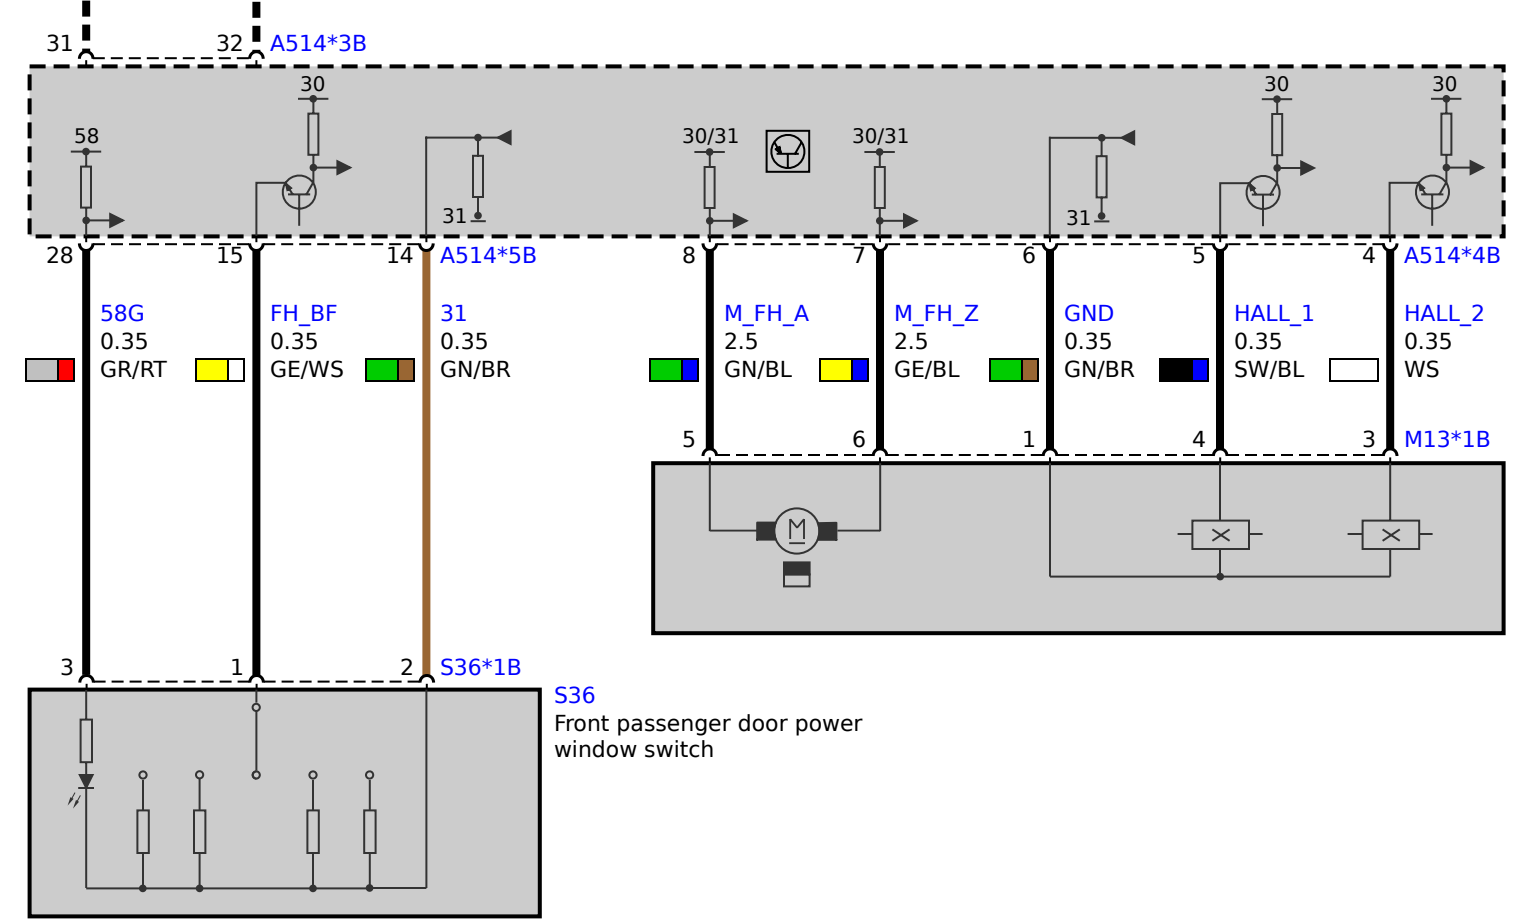 31 32 A514*3B
30 30 30
58 30/31 30/31
31 31
28 15 14 A514*5B 8 7 6 5 4 A514*4B
58G FH_BF 31 M_FH_A M_FH_Z GND HALL_1 HALL_2
0.35 0.35 0.35 2.5 2.5 0.35 0.35 0.35
GR/RT GE/WS GN/BR GN/BL GE/BL GN/BR SW/BL WS
5 6 1 4 3 M13*1B
M
3 1 2 S36*1B
S36
Front passenger door power
window switch